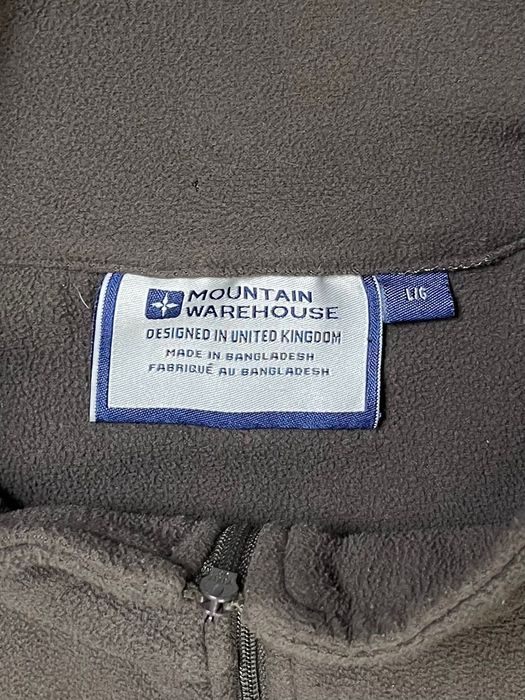 MOUNTAIN
WAREHOUSE
DESIGNED IN UNITED KINGDOM
MADE IN BANGLADESH
FABRIQUÉ AU BANGLADESH
L/G